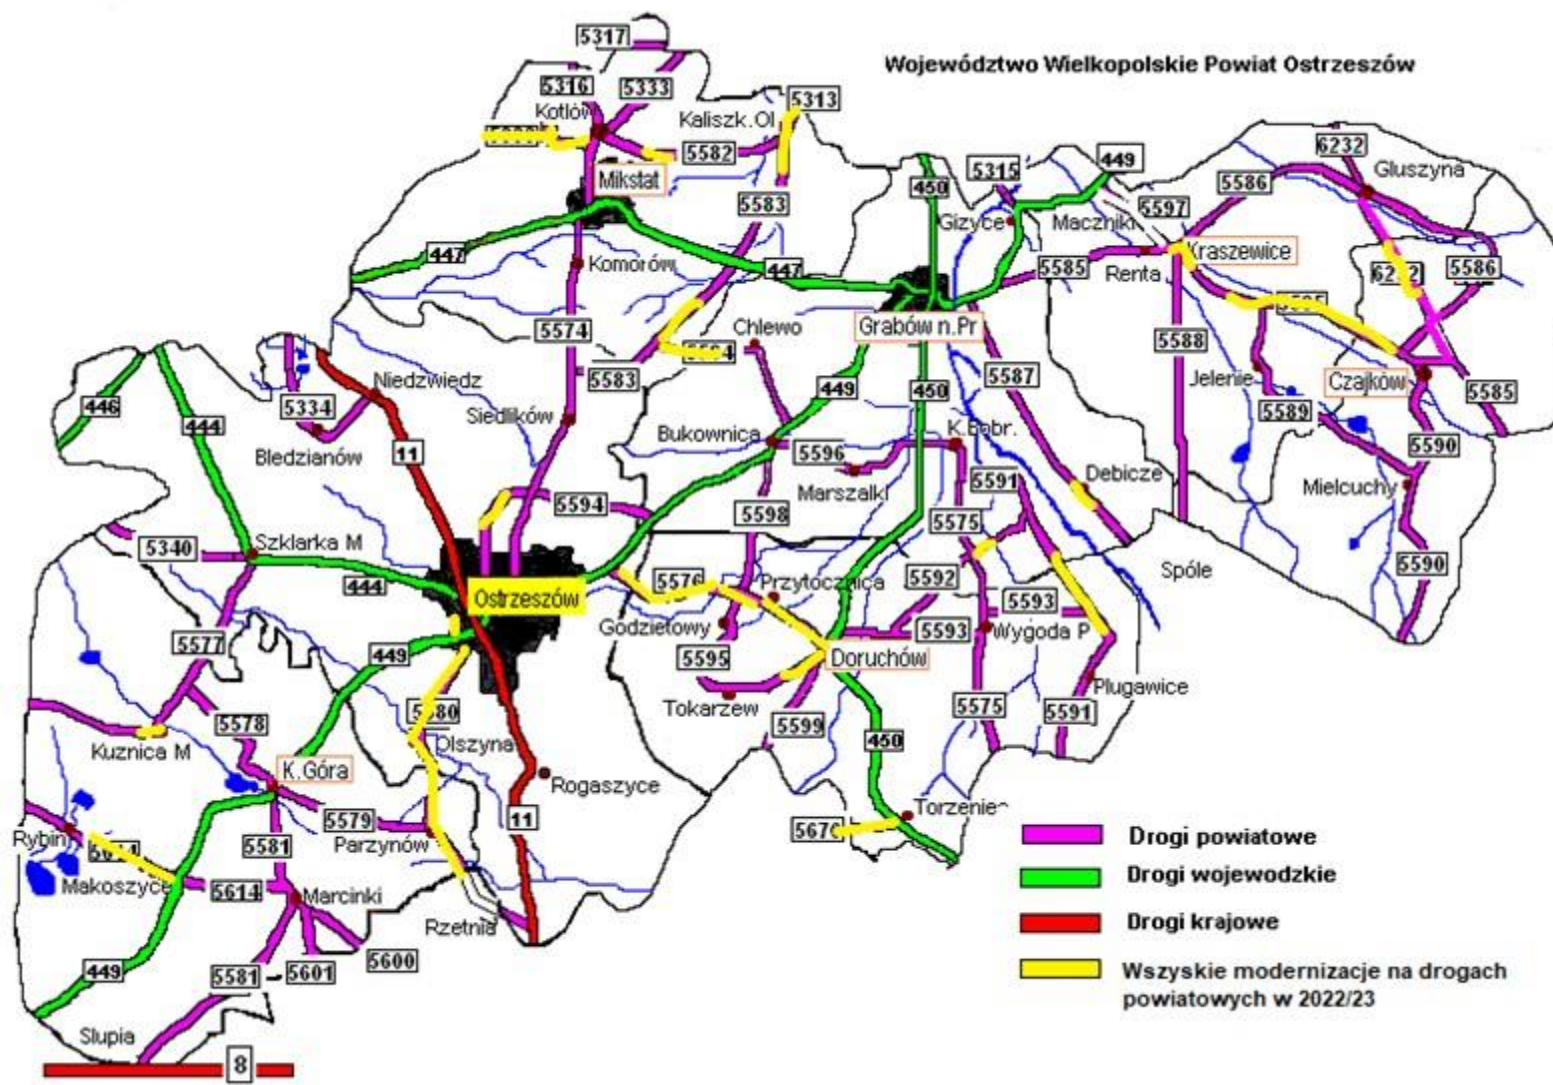 5317
Województwo Wielkopolskie Powiat Ostrzeszów
5316
5333
5313
Kotlów
Kaliszk.Ol
5582
6232
449
Gluszyna
5315
5586
450
Mikstat
5583
5597
Gizyce
Maczniki
Kraszewice
447
Komorów
447
5585
Renta
5586
Grabów n.Pr
Chlewo
5574
5588
5583
449
450
5587
Jelenie
Czajków
5585
Niedzwiedz
446
5334
444
Siedlików
5589
Bukownica
K.Bobr.
5590
11
Bledzianów
5596
Marszalki
Debicze
5591
Mielcuchy
5594
5598
5575
5340
Szklarka M
5590
444
5576
Przytocznica
5592
Spóle
Ostrzeszów
5593
Godzietowy
5593
Wygoda P
5577
449
5595
Doruchów
Plugawice
Tokarzew
5575
5591
5578
5599
Kuznica M
Olszyna
450
K.Góra
Rogaszyce
Torzeniec
5579
11
Rybin
5581
Parzynów
Drogi powiatowe
Makoszyce
5614
Marcinki
Drogi wojewodzkie
Rzetnia
Drogi krajowe
449
5581
5601
5600
Wszyskie modernizacje na drogach
powiatowych w 2022/23
Slupia
8